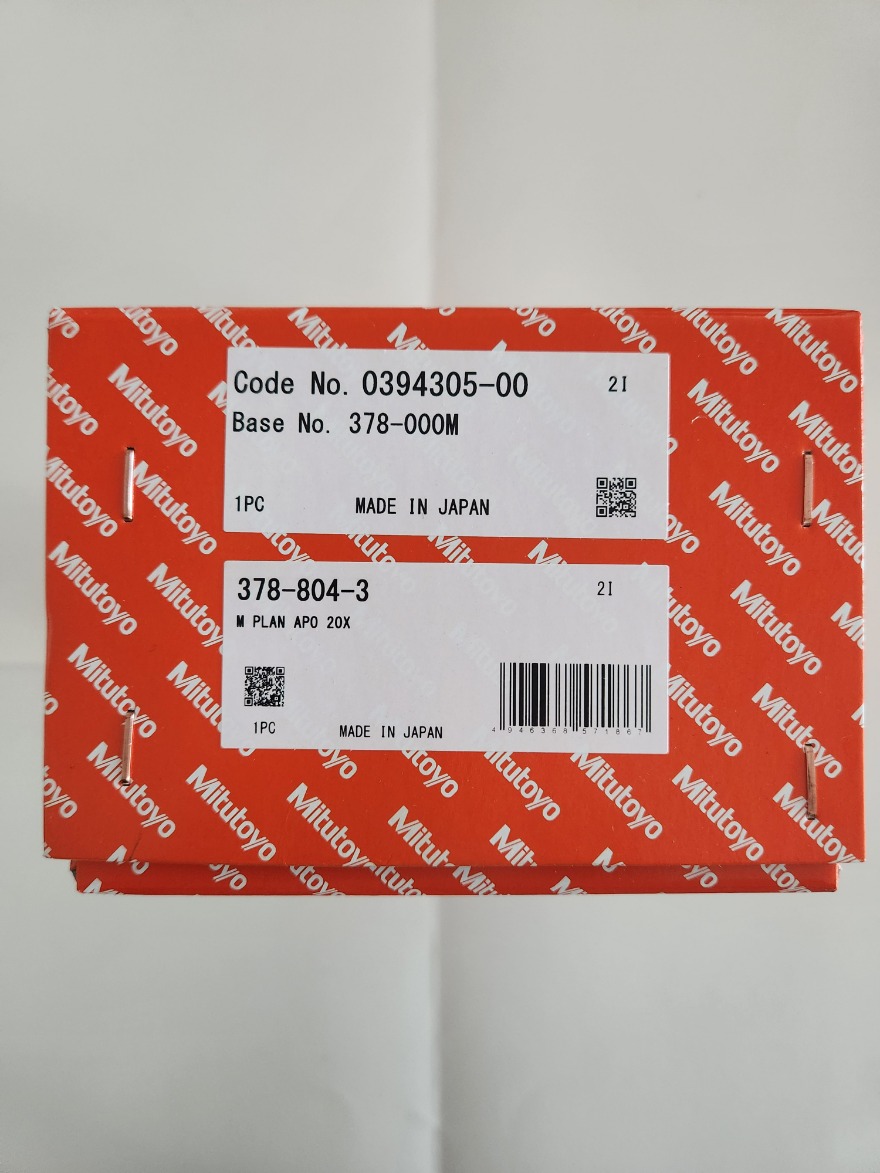 Mitutoyo
Code No. 0394305-00 2I
Base No. 378-000M
1PC MADE IN JAPAN
378-804-3 2I
M PLAN APO 20X
1PC MADE IN JAPAN
4946368571867